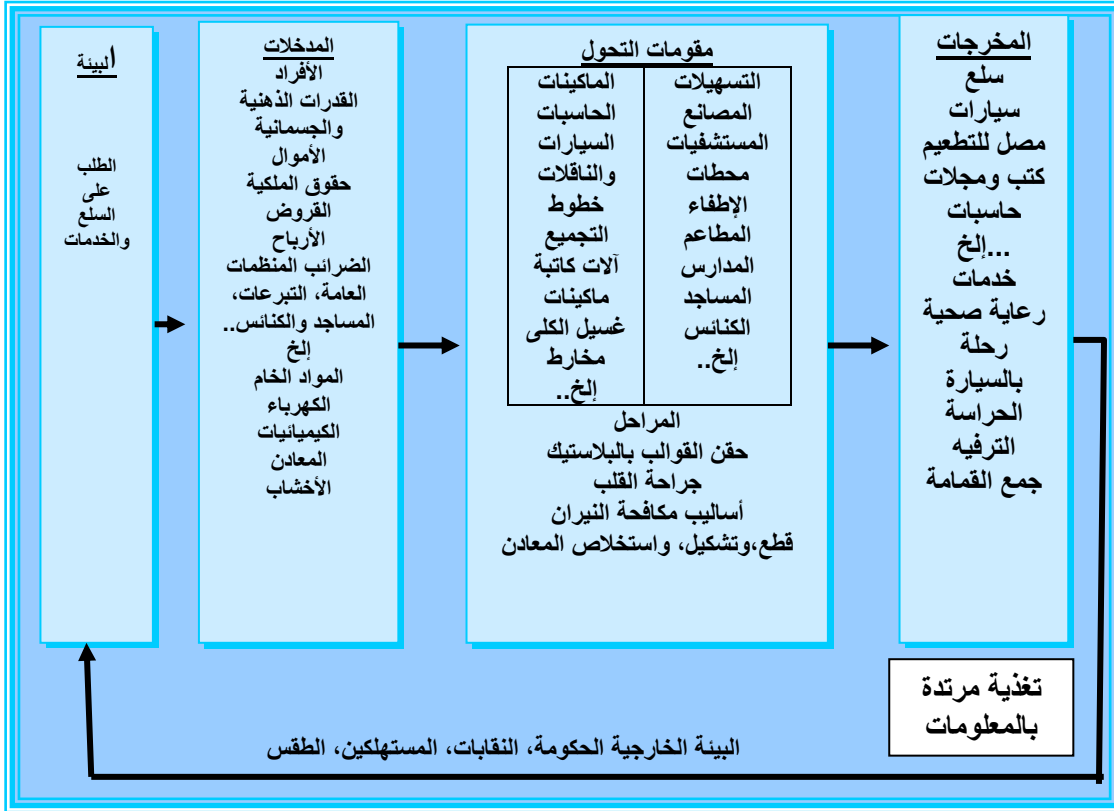 البيئة
الطلب
على
السلع
والخدمات
المدخلات
الأفراد
القدرات الذهنية
والجسمانية
الأموال
حقوق الملكية
القروض
الأرباح
الضرائب المنظمات
العامة، التبرعات،
المساجد والكنائس..
إلخ
المواد الخام
الكهرباء
الكيميائيات
المعادن
الأخشاب
مقومات التحول
الماكينات
الحاسبات
السيارات
والناقلات
خطوط
التجميع
آلات كاتبة
ماكينات
غسيل الكلى
مخارط
إلخ..
التسهيلات
المصانع
المستشفيات
محطات
الإطفاء
المطاعم
المدارس
المساجد
الكنائس
إلخ..
المراحل
حقن القوالب بالبلاستيك
جراحة القلب
أساليب مكافحة النيران
قطع،وتشكيل، واستخلاص المعادن
المخرجات
سلع
سيارات
مصل للتطعيم
كتب ومجلات
حاسبات
...إلخ
خدمات
رعاية صحية
رحلة
بالسيارة
الحراسة
الترفيه
جمع القمامة
تغذية مرتدة
بالمعلومات
البيئة الخارجية الحكومة، النقابات، المستهلكين، الطقس